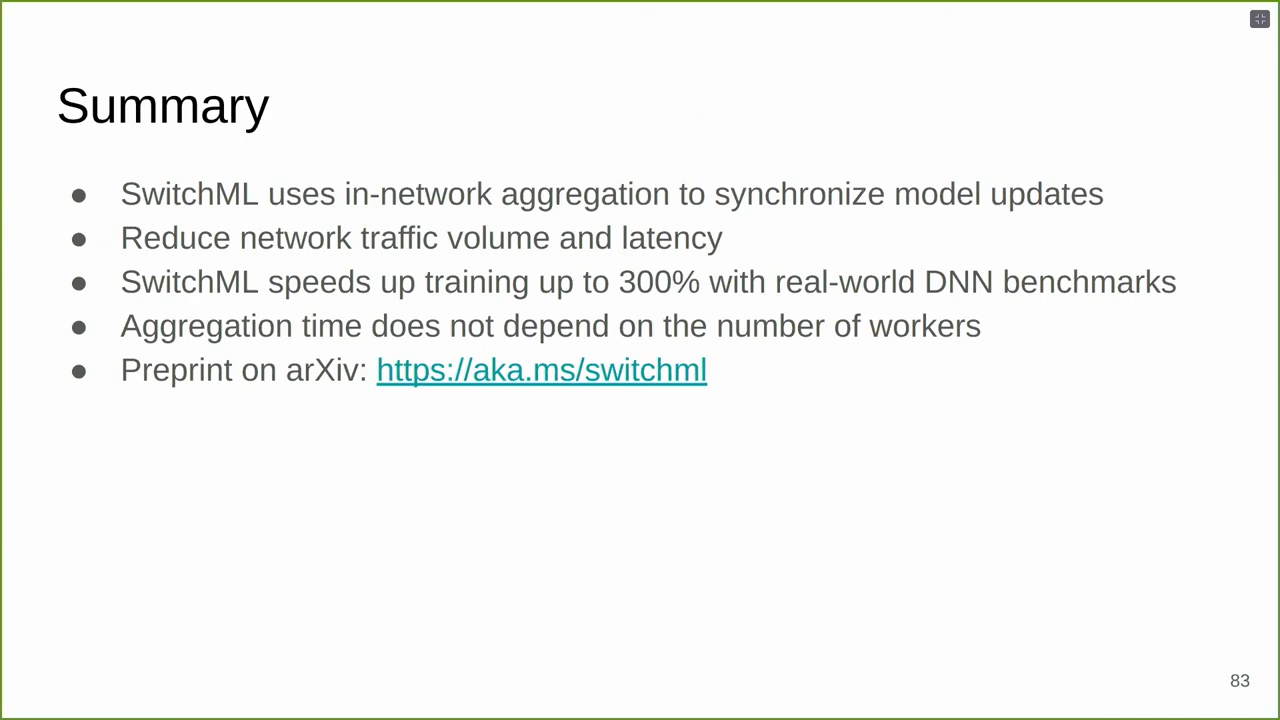 Summary
● SwitchML uses in-network aggregation to synchronize model updates
● Reduce network traffic volume and latency
● SwitchML speeds up training up to 300% with real-world DNN benchmarks
● Aggregation time does not depend on the number of workers
● Preprint on arXiv: https://aka.ms/switchml
83